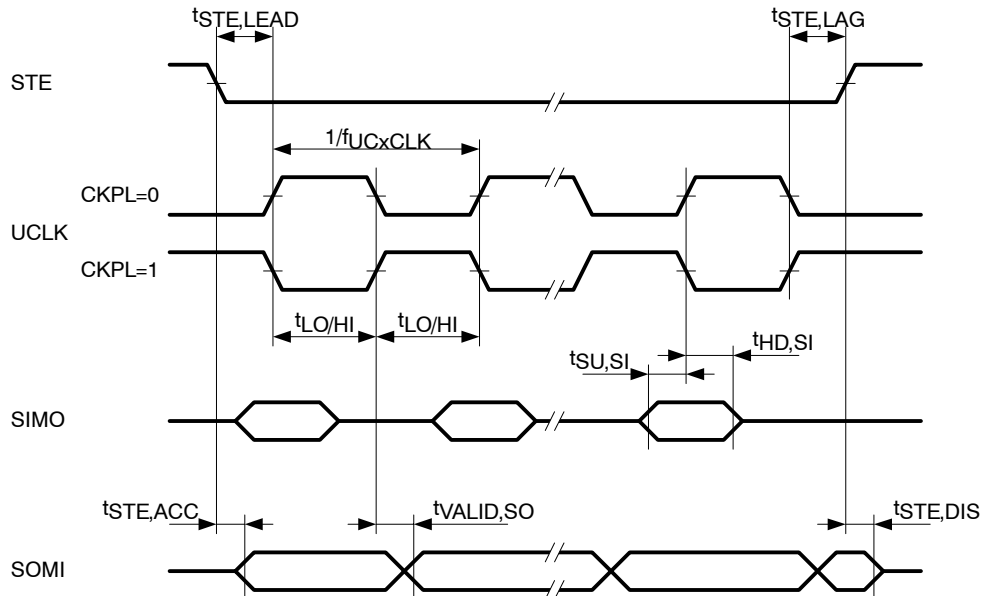 tSTE,LEAD
tSTE,LAG
STE
1/fUCxCLK
CKPL=0
UCLK
CKPL=1
tLO/HI
tLO/HI
tSU,SI
tHD,SI
SIMO
tSTE,ACC
tVALID,SO
tSTE,DIS
SOMI